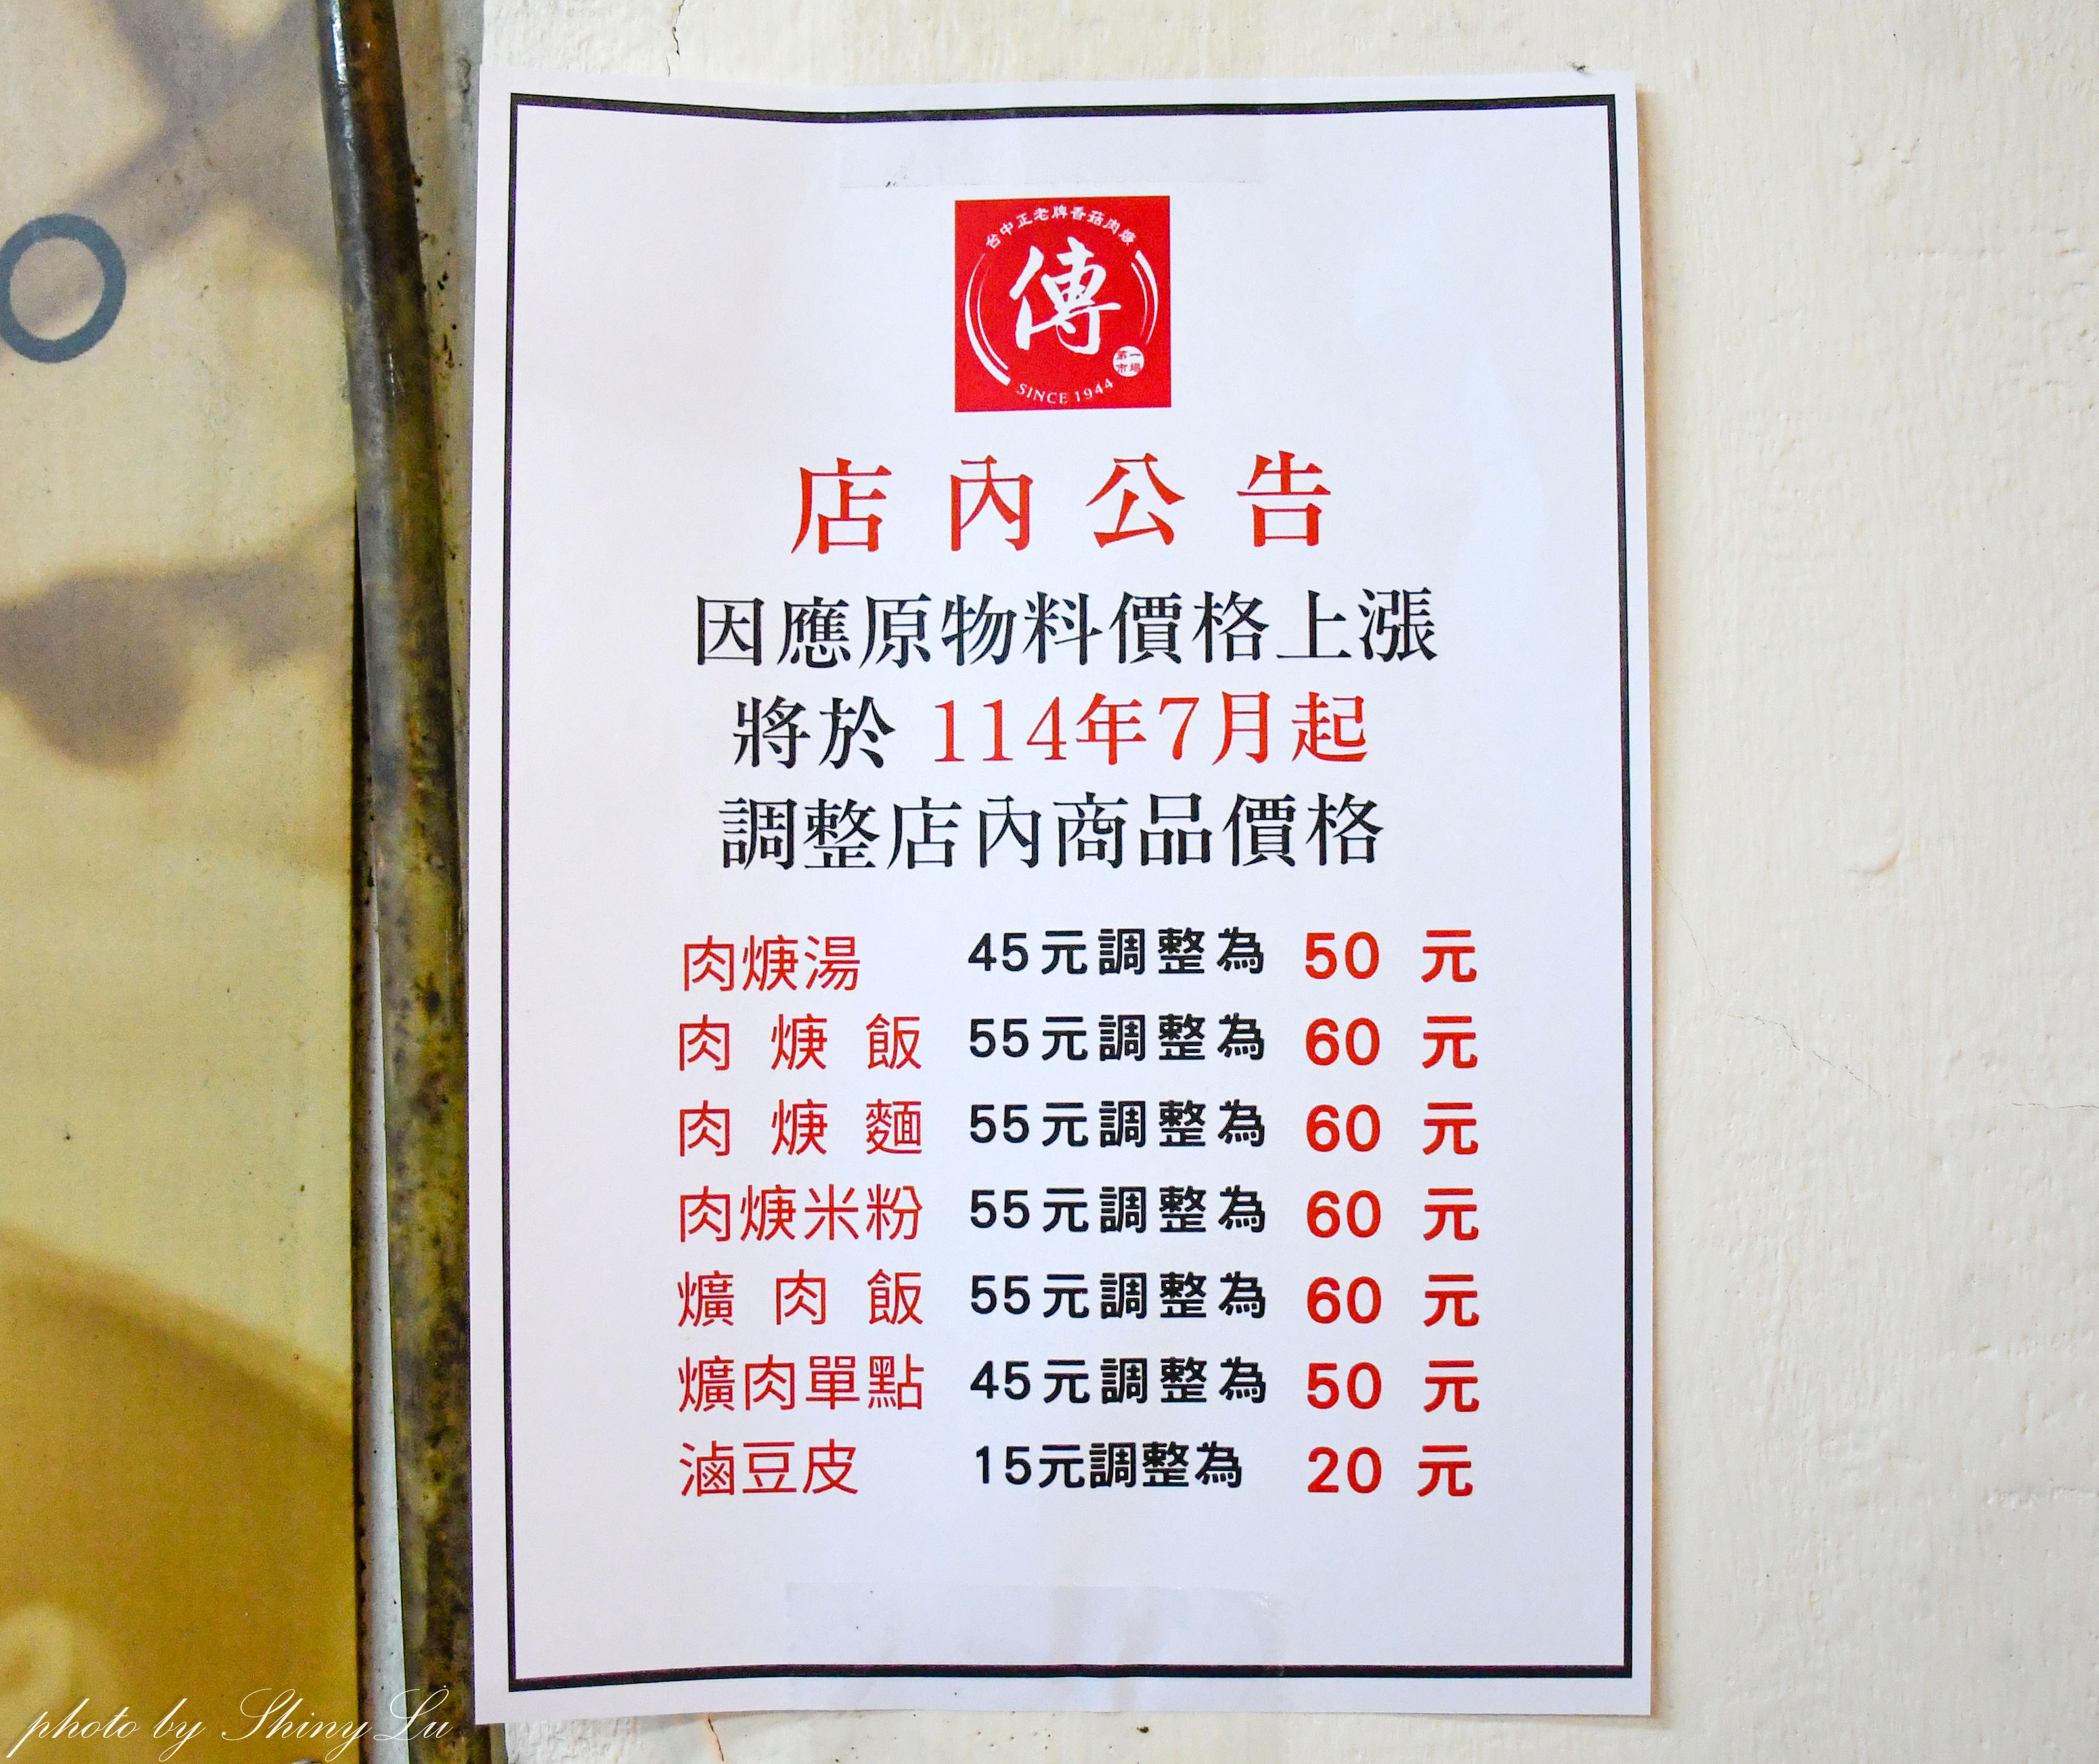 台中正老牌香菇肉焿
傳
第一
市場
SINCE 1944
店內公告
因應原物料價格上漲
將於 114年7月起
調整店內商品價格
肉焿湯 45元調整為 50 元
肉焿飯 55元調整為 60 元
肉焿麵 55元調整為 60 元
肉焿米粉 55元調整為 60 元
爌肉飯 55元調整為 60 元
爌肉單點 45元調整為 50 元
滷豆皮 15元調整為 20 元
photo by Shiny Lu